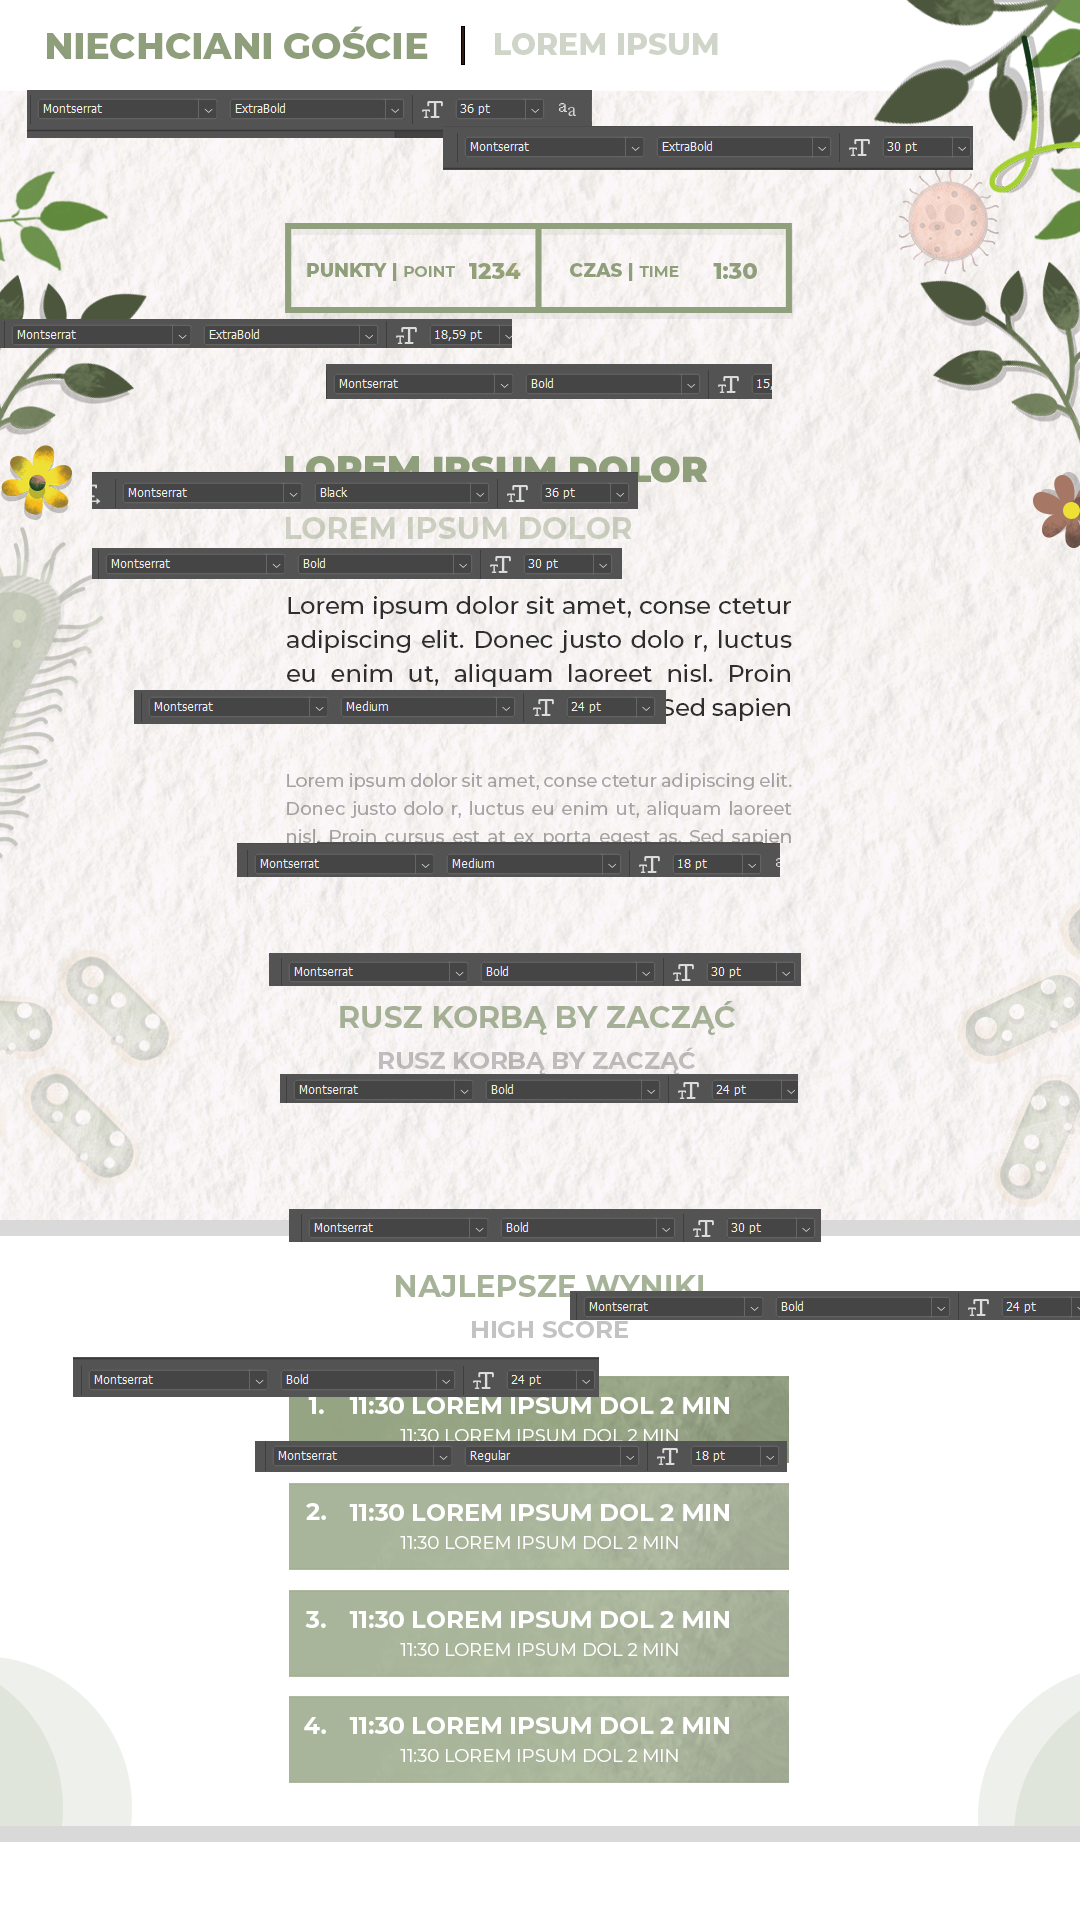 NIECHCIANI GOŚCIE | LOREM IPSUM
Montserrat ExtraBold 36 pt
Montserrat ExtraBold 30 pt
PUNKTY | POINT 1234 CZAS | TIME 1:30
Montserrat ExtraBold 18,59 pt
Montserrat Bold 15,
LOREM IPSUM DOLOR
Montserrat Black 36 pt
LOREM IPSUM DOLOR
Montserrat Bold 30 pt
Lorem ipsum dolor sit amet, conse ctetur
adipiscing elit. Donec justo dolo r, luctus
eu enim ut, aliquam laoreet nisl. Proin
Sed sapien
Montserrat Medium 24 pt
Lorem ipsum dolor sit amet, conse ctetur adipiscing elit.
Donec justo dolo r, luctus eu enim ut, aliquam laoreet
nisl. Proin cursus est at ex porta egest as. Sed sapien
Montserrat Medium 18 pt
Montserrat Bold 30 pt
RUSZ KORBĄ BY ZACZĄĆ
RUSZ KORBĄ BY ZACZĄĆ
Montserrat Bold 24 pt
Montserrat Bold 30 pt
NAJLEPSZE WYNIKI
Montserrat Bold 24 pt
HIGH SCORE
Montserrat Bold 24 pt
1. 11:30 LOREM IPSUM DOL 2 MIN
11:30 LOREM IPSUM DOL 2 MIN
Montserrat Regular 18 pt
2. 11:30 LOREM IPSUM DOL 2 MIN
11:30 LOREM IPSUM DOL 2 MIN
3. 11:30 LOREM IPSUM DOL 2 MIN
11:30 LOREM IPSUM DOL 2 MIN
4. 11:30 LOREM IPSUM DOL 2 MIN
11:30 LOREM IPSUM DOL 2 MIN